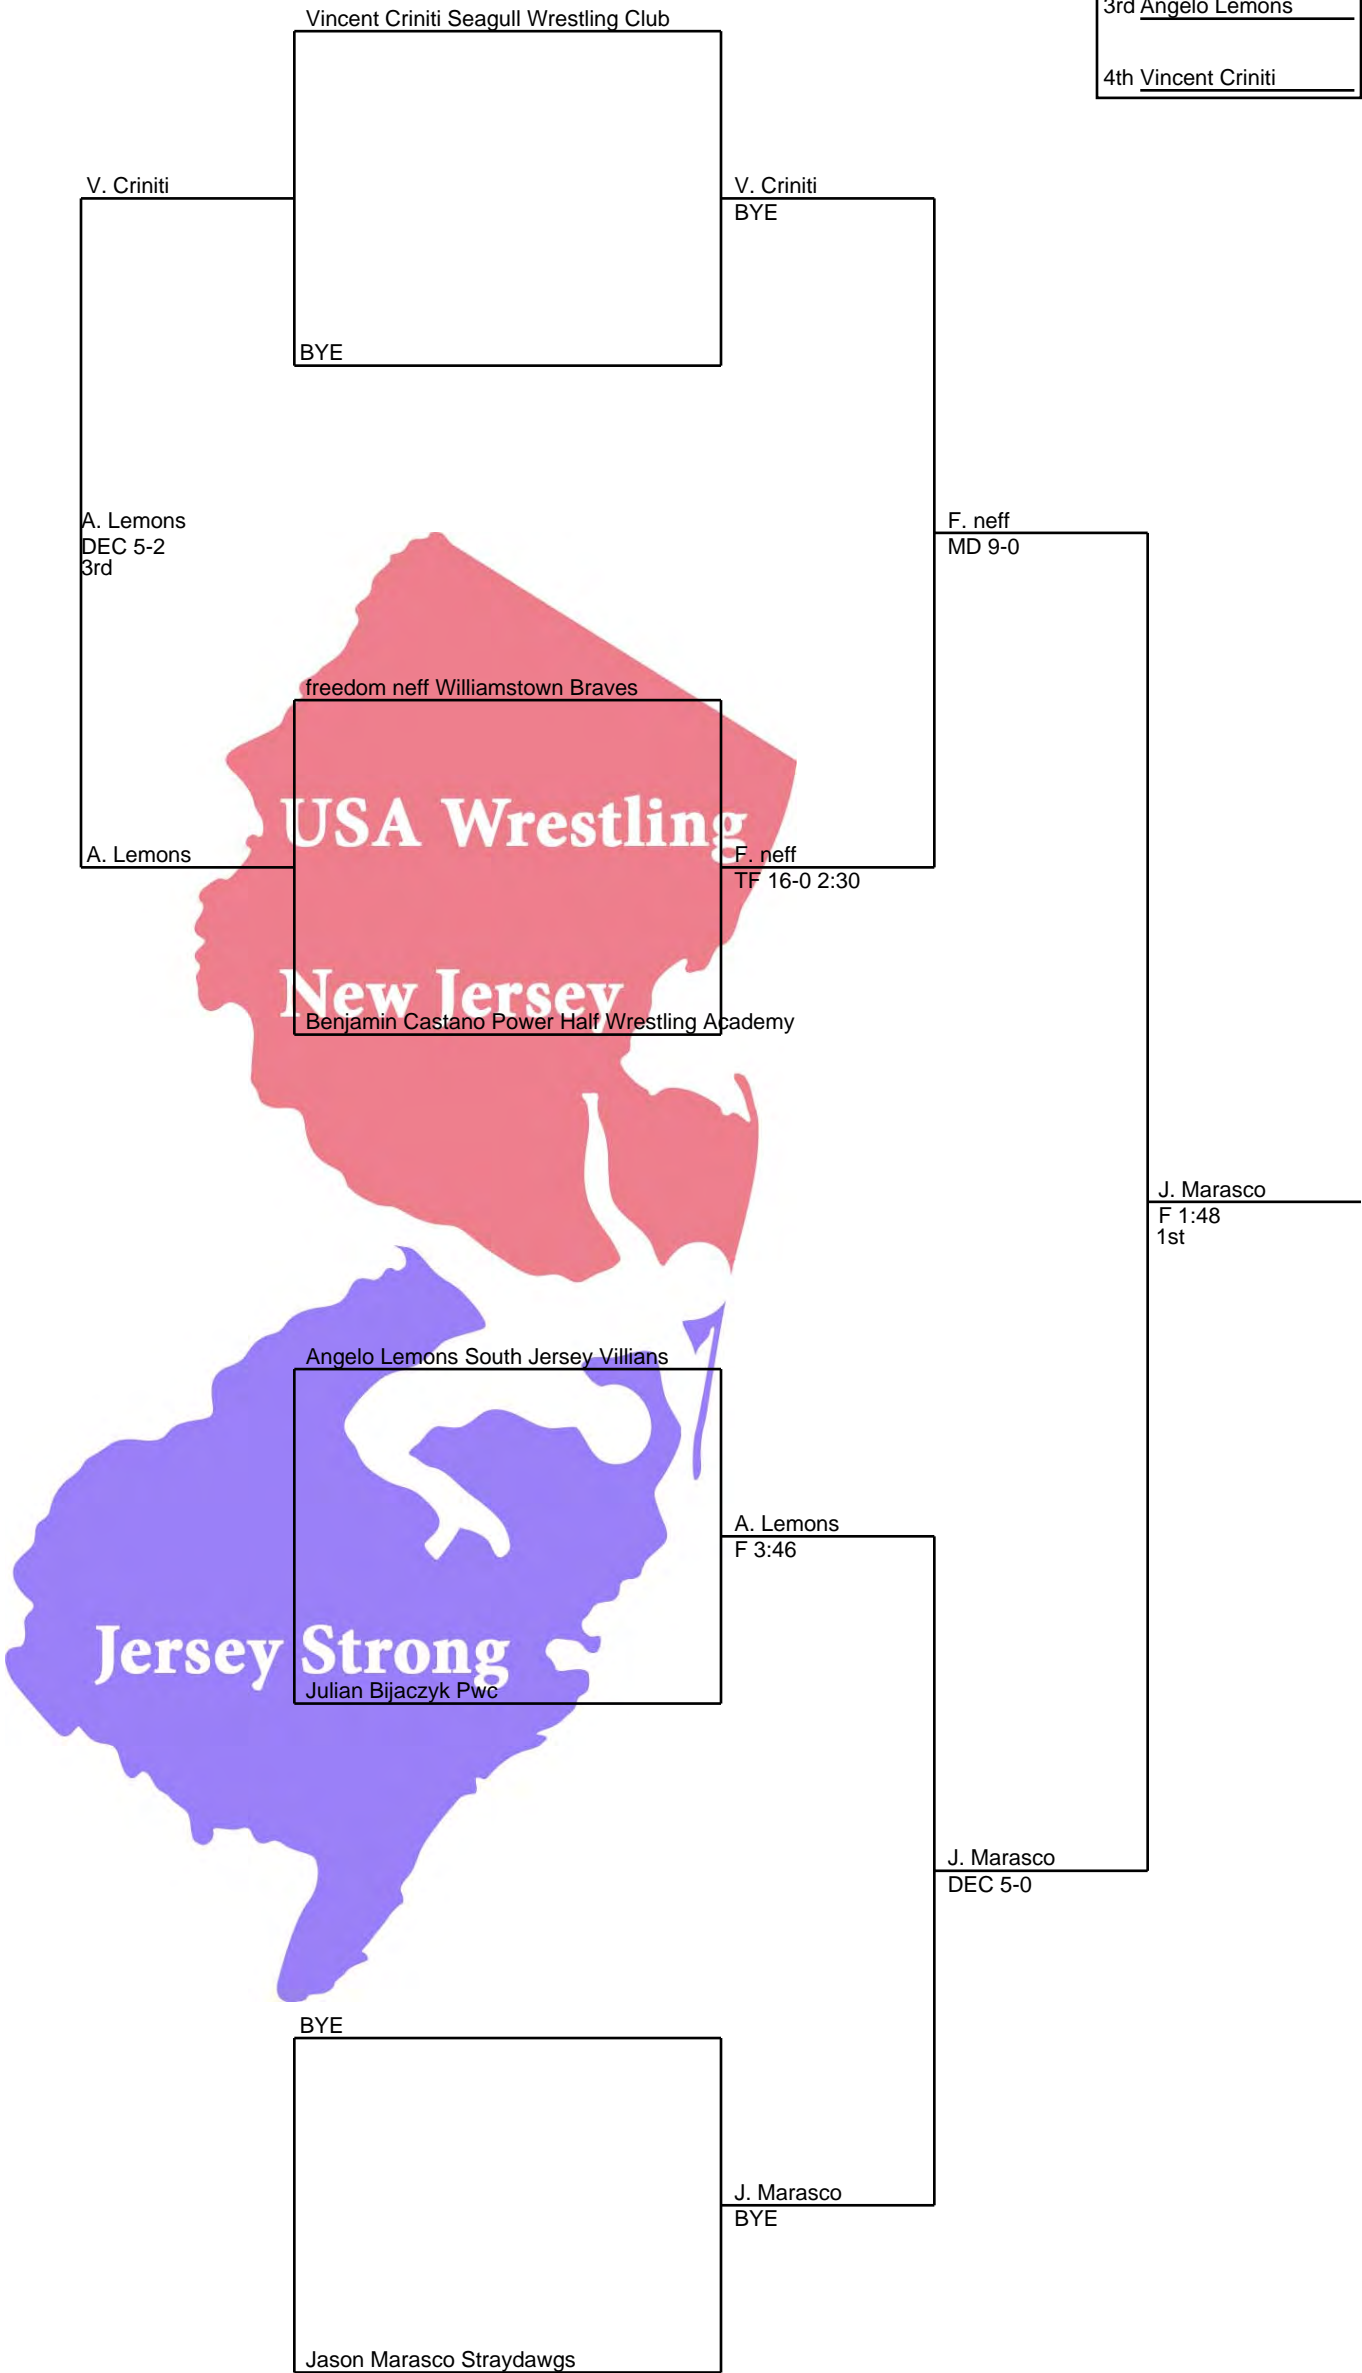 3rd Angelo Lemons
Vincent Criniti Seagull Wrestling Club
4th Vincent Criniti
V. Criniti
V. Criniti
BYE
BYE
A. Lemons
DEC 5-2
3rd
F. neff
MD 9-0
freedom neff Williamstown Braves
USA Wrestling
A. Lemons
F. neff
TF 16-0 2:30
New Jersey
Benjamin Castano Power Half Wrestling Academy
J. Marasco
F 1:48
1st
Angelo Lemons South Jersey Villians
A. Lemons
F 3:46
Jersey Strong
Julian Bijaczyk Pwc
J. Marasco
DEC 5-0
BYE
J. Marasco
BYE
Jason Marasco Straydawgs